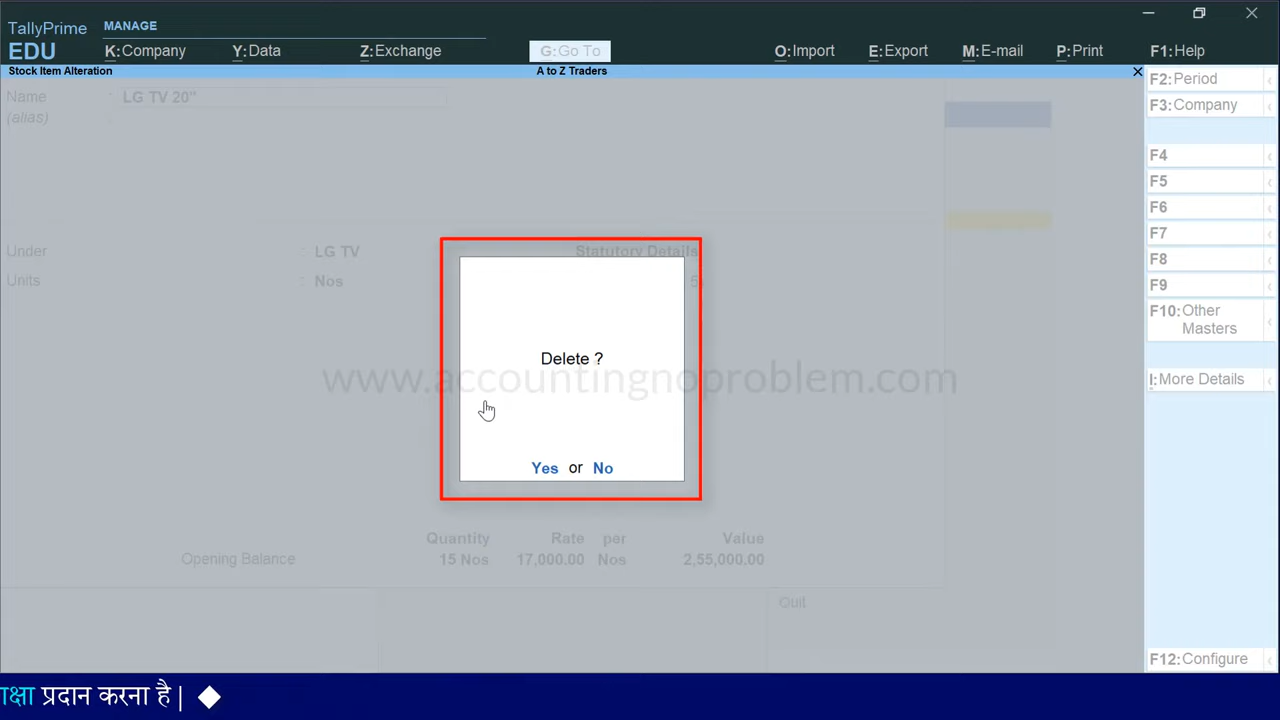 TallyPrime
EDU
MANAGE
K:Company Y:Data Z:Exchange G:Go To O:Import E:Export M:E-mail P:Print F1:Help
Stock Item Alteration A to Z Traders
Name : LG TV 20"
(alias) :
Under : LG TV
Units : Nos
Statutory Details
Delete ?
www.accountingnoproblem.com
Yes or No
Quantity Rate per Value
Opening Balance 15 Nos 17,000.00 Nos 2,55,000.00
Quit
F2:Period
F3:Company
F4
F5
F6
F7
F8
F9
F10:Other
Masters
I:More Details
F12:Configure
प्रदान करना है|